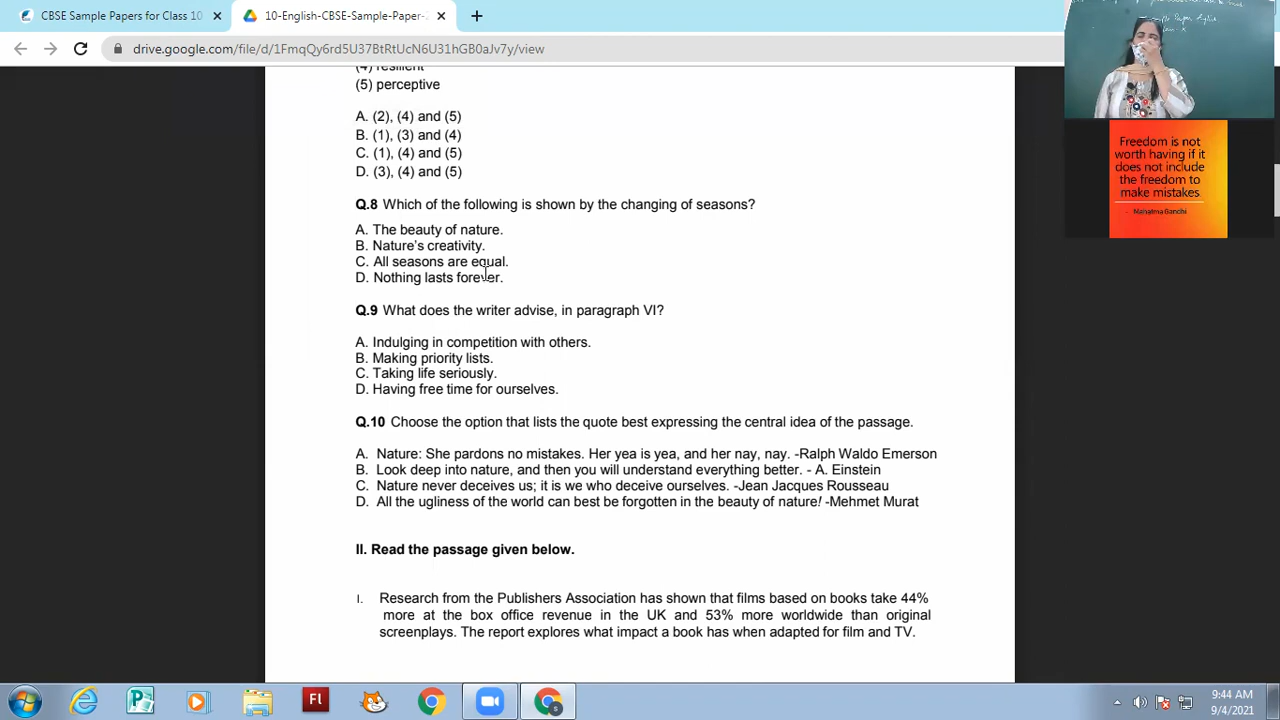 CBSE Sample Papers for Class 10
10-English-CBSE-Sample-Paper-
drive.google.com/file/d/1FmqQy6rd5U37BtRtUcN6U31hGB0aJv7y/view
(4) resilient
(5) perceptive
A. (2), (4) and (5)
B. (1), (3) and (4)
C. (1), (4) and (5)
D. (3), (4) and (5)
Q.8 Which of the following is shown by the changing of seasons?
A. The beauty of nature.
B. Nature's creativity.
C. All seasons are equal.
D. Nothing lasts forever.
Q.9 What does the writer advise, in paragraph VI?
A. Indulging in competition with others.
B. Making priority lists.
C. Taking life seriously.
D. Having free time for ourselves.
Q.10 Choose the option that lists the quote best expressing the central idea of the passage.
A. Nature: She pardons no mistakes. Her yea is yea, and her nay, nay. -Ralph Waldo Emerson
B. Look deep into nature, and then you will understand everything better. - A. Einstein
C. Nature never deceives us; it is we who deceive ourselves. -Jean Jacques Rousseau
D. All the ugliness of the world can best be forgotten in the beauty of nature! -Mehmet Murat
II. Read the passage given below.
I. Research from the Publishers Association has shown that films based on books take 44%
more at the box office revenue in the UK and 53% more worldwide than original
screenplays. The report explores what impact a book has when adapted for film and TV.
Freedom is not
worth having if it
does not include
the freedom to
make mistakes
- Mahatma Gandhi
Fl
9:44 AM
9/4/2021